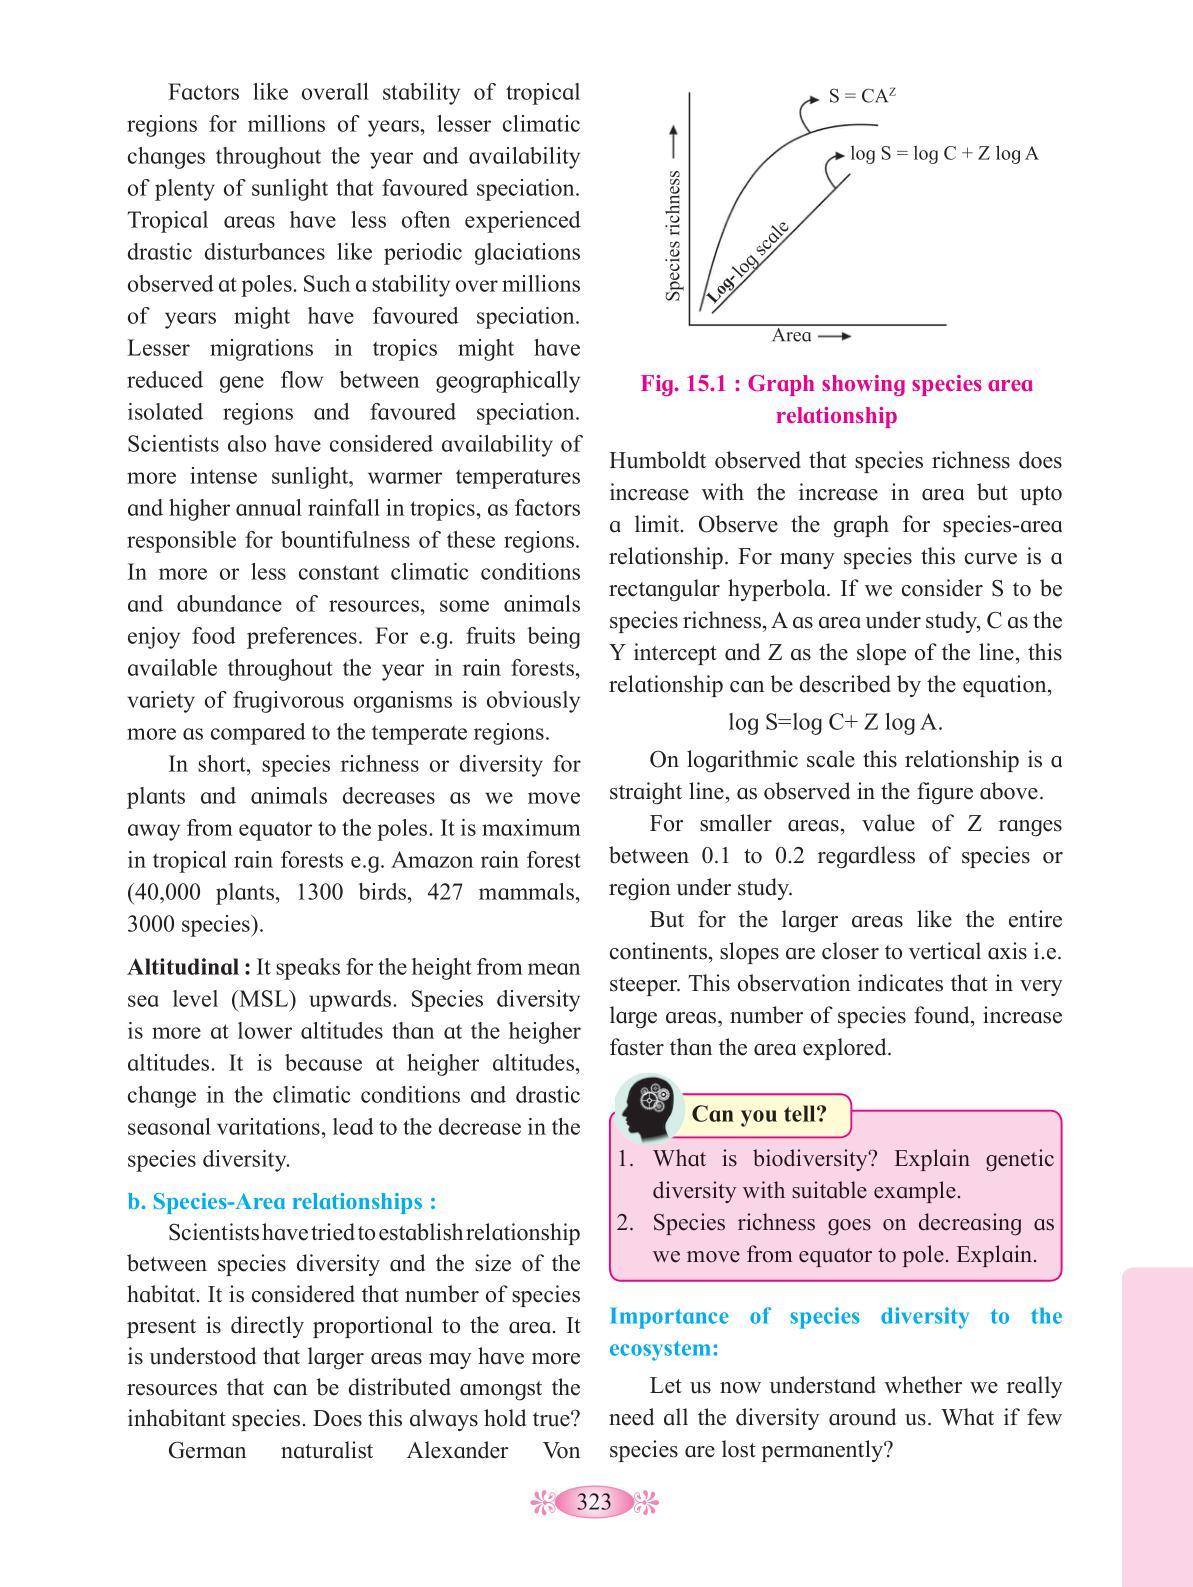 Factors like overall stability of tropical
regions for millions of years, lesser climatic
changes throughout the year and availability
of plenty of sunlight that favoured speciation.
Tropical areas have less often experienced
drastic disturbances like periodic glaciations
observed at poles. Such a stability over millions
of years might have favoured speciation.
Lesser migrations in tropics might have
reduced gene flow between geographically
isolated regions and favoured speciation.
Scientists also have considered availability of
more intense sunlight, warmer temperatures
and higher annual rainfall in tropics, as factors
responsible for bountifulness of these regions.
In more or less constant climatic conditions
and abundance of resources, some animals
enjoy food preferences. For e.g. fruits being
available throughout the year in rain forests,
variety of frugivorous organisms is obviously
more as compared to the temperate regions.
In short, species richness or diversity for
plants and animals decreases as we move
away from equator to the poles. It is maximum
in tropical rain forests e.g. Amazon rain forest
(40,000 plants, 1300 birds, 427 mammals,
3000 species).
Altitudinal : It speaks for the height from mean
sea level (MSL) upwards. Species diversity
is more at lower altitudes than at the heigher
altitudes. It is because at heigher altitudes,
change in the climatic conditions and drastic
seasonal varitations, lead to the decrease in the
species diversity.
b. Species-Area relationships :
Scientists have tried to establish relationship
between species diversity and the size of the
habitat. It is considered that number of species
present is directly proportional to the area. It
is understood that larger areas may have more
resources that can be distributed amongst the
inhabitant species. Does this always hold true?
German naturalist Alexander Von
S = CAᶻ
log S = log C + Z log A
Species richness
Log-log scale
Area
Fig. 15.1 : Graph showing species area
relationship
Humboldt observed that species richness does
increase with the increase in area but upto
a limit. Observe the graph for species-area
relationship. For many species this curve is a
rectangular hyperbola. If we consider S to be
species richness, A as area under study, C as the
Y intercept and Z as the slope of the line, this
relationship can be described by the equation,
log S=log C+ Z log A.
On logarithmic scale this relationship is a
straight line, as observed in the figure above.
For smaller areas, value of Z ranges
between 0.1 to 0.2 regardless of species or
region under study.
But for the larger areas like the entire
continents, slopes are closer to vertical axis i.e.
steeper. This observation indicates that in very
large areas, number of species found, increase
faster than the area explored.
Can you tell?
1. What is biodiversity? Explain genetic
diversity with suitable example.
2. Species richness goes on decreasing as
we move from equator to pole. Explain.
Importance of species diversity to the
ecosystem:
Let us now understand whether we really
need all the diversity around us. What if few
species are lost permanently?
323